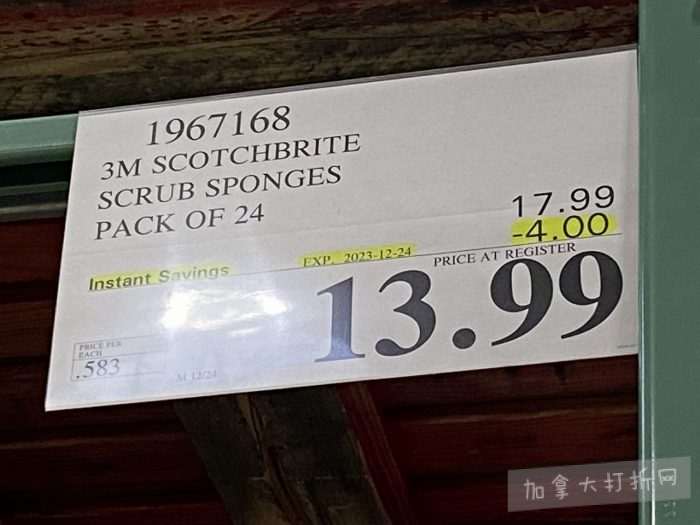 1967168
3M SCOTCHBRITE
SCRUB SPONGES
PACK OF 24
17.99
-4.00
Instant Savings
EXP. 2023-12-24
PRICE AT REGISTER
13.99
PRICE PER
EACH
.583
M 12/24
加拿大打折网